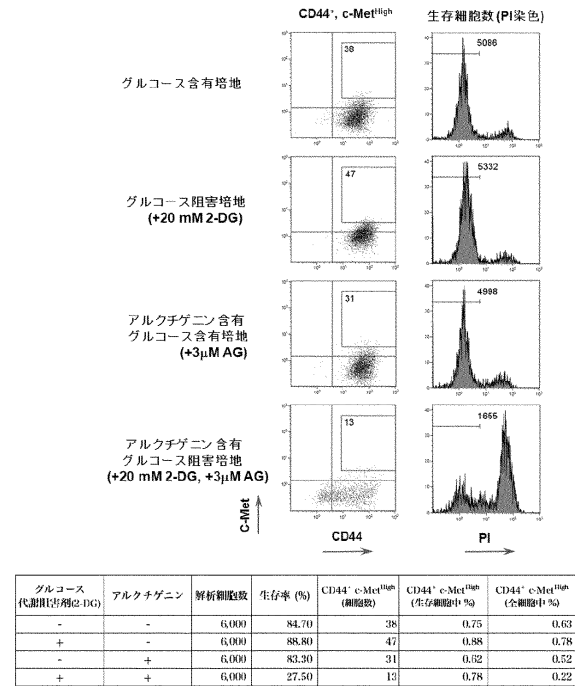 CD44⁺, c-Met^High
生存細胞数 (PI染色)
グルコース含有培地
38
5086
グルコース阻害培地
(+20 mM 2-DG)
47
5332
アルクチゲニン含有
グルコース含有培地
(+3μM AG)
31
4998
アルクチゲニン含有
グルコース阻害培地
(+20 mM 2-DG, +3μM AG)
13
1655
C-Met
CD44
PI
グルコース代謝阻害剤(2-DG) アルクチゲニン 解析細胞数 生存率 (%) CD44⁺ c-Met^High (細胞数) CD44⁺ c-Met^High (生存細胞中 %) CD44⁺ c-Met^High (全細胞中 %)
- - 6,000 84.70 38 0.75 0.63
+ - 6,000 88.80 47 0.88 0.78
- + 6,000 83.30 31 0.62 0.52
+ + 6,000 27.50 13 0.78 0.22